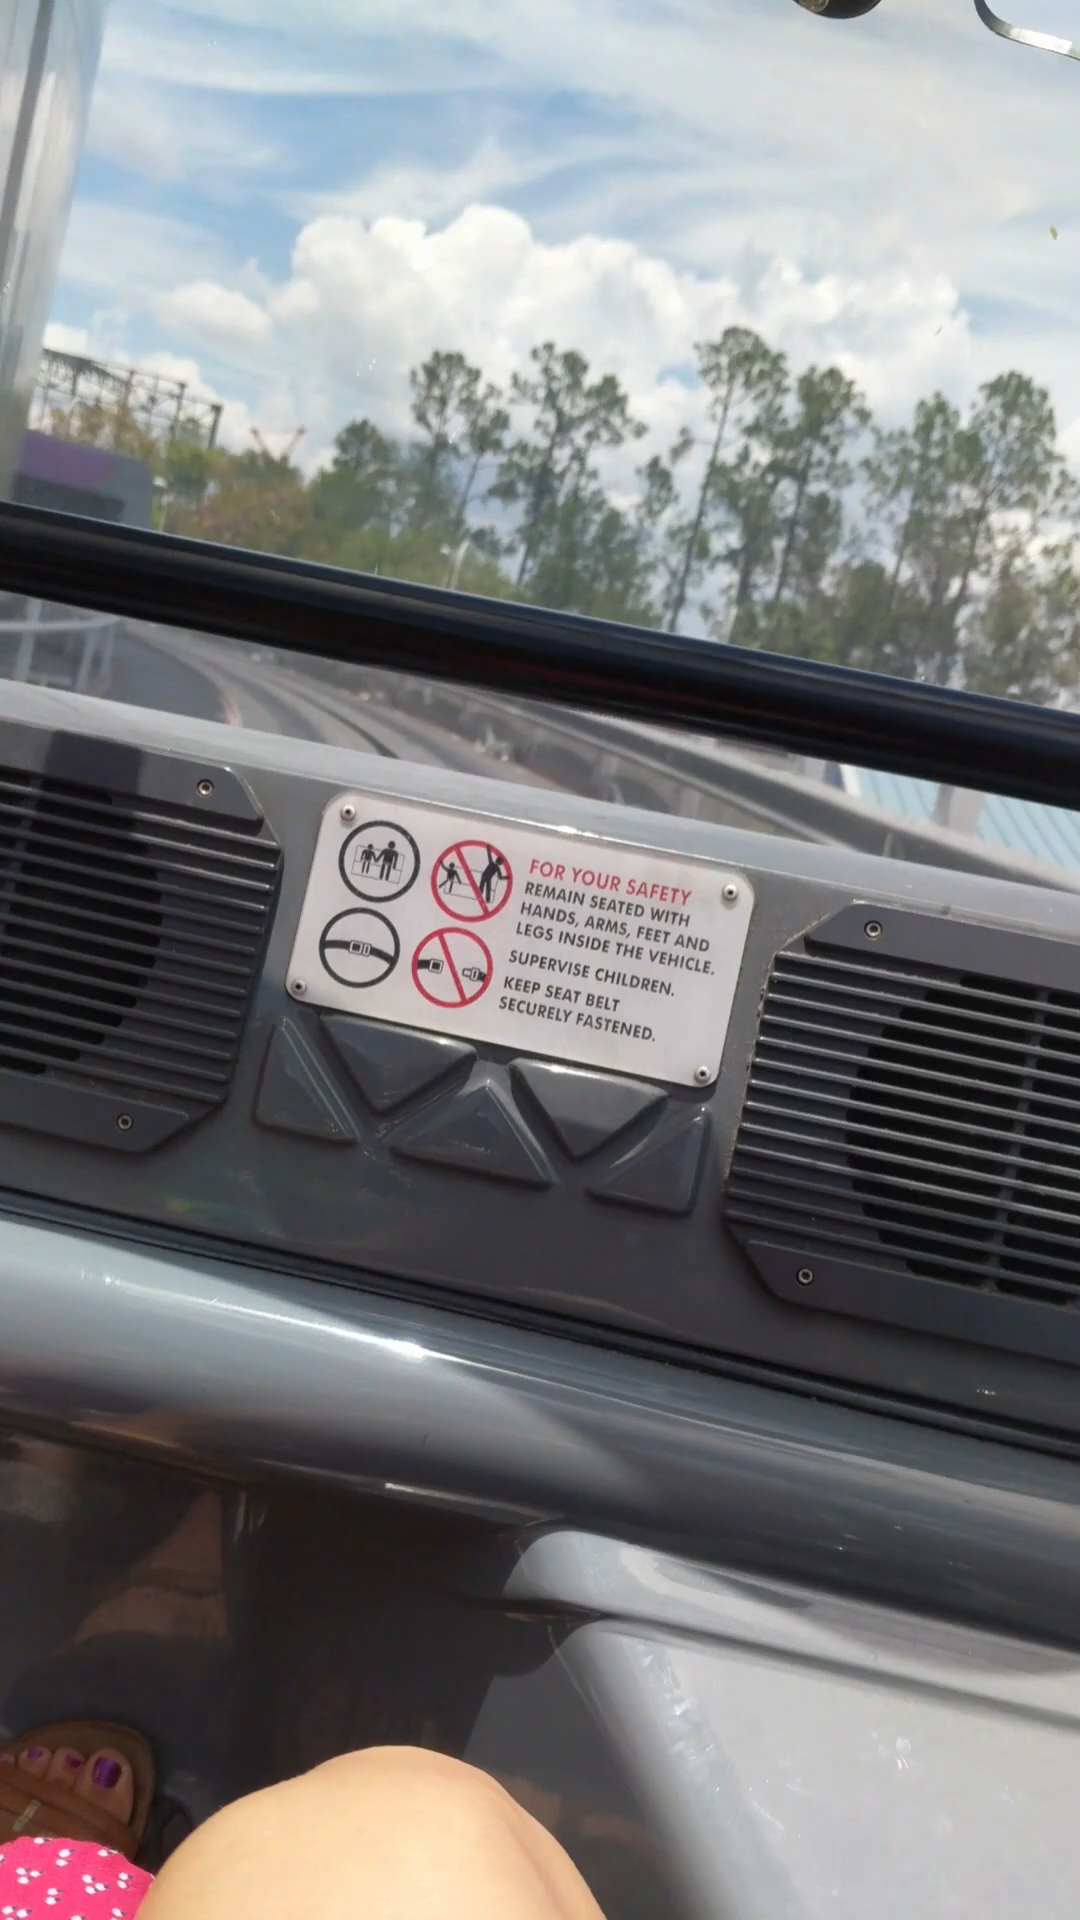 FOR YOUR SAFETY
REMAIN SEATED WITH
HANDS, ARMS, FEET AND
LEGS INSIDE THE VEHICLE.
SUPERVISE CHILDREN.
KEEP SEAT BELT
SECURELY FASTENED.